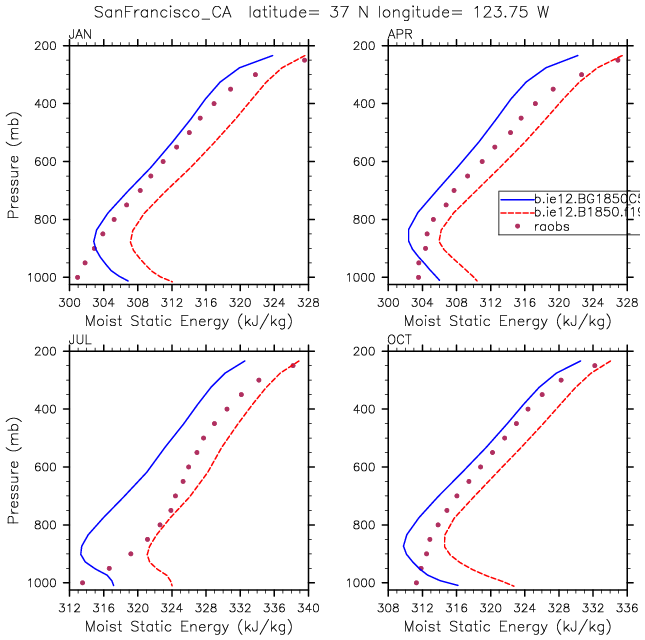 SanFrancisco_CA latitude= 37 N longitude= 123.75 W
JAN
200
400
600
800
1000
Pressure (mb)
300 304 308 312 316 320 324 328
Moist Static Energy (kJ/kg)
APR
200
400
600
800
1000
300 304 308 312 316 320 324 328
Moist Static Energy (kJ/kg)
b.ie12.BG1850C5
b.ie12.B1850.f19
raobs
JUL
200
400
600
800
1000
Pressure (mb)
312 316 320 324 328 332 336 340
Moist Static Energy (kJ/kg)
OCT
200
400
600
800
1000
308 312 316 320 324 328 332 336
Moist Static Energy (kJ/kg)